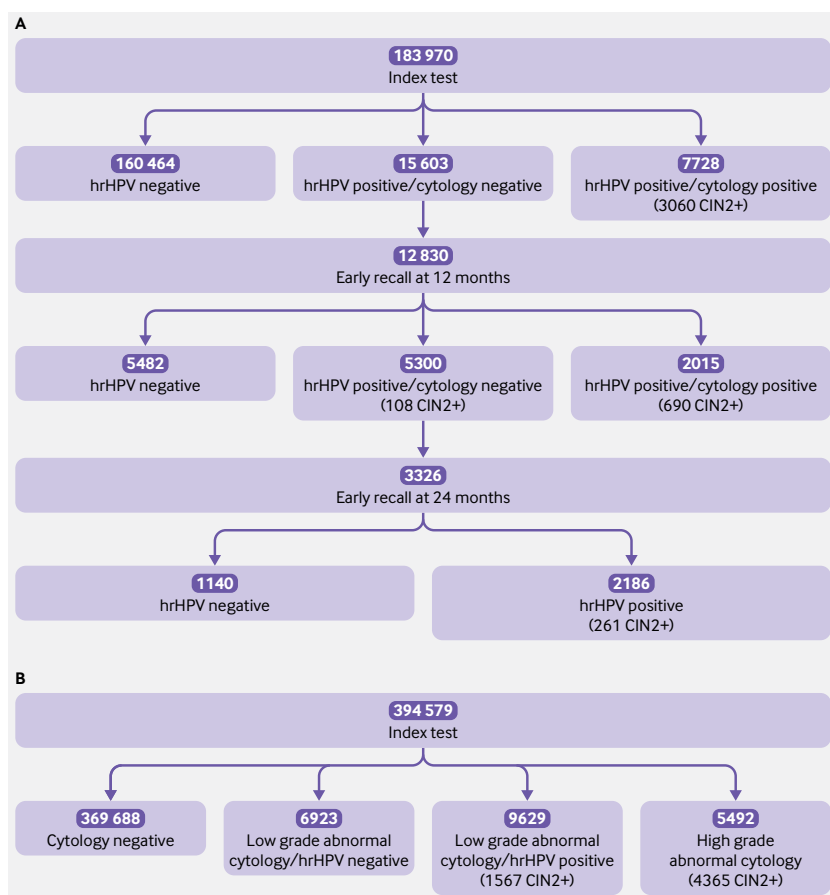 A
183 970
Index test
160 464
hrHPV negative
15 603
hrHPV positive/cytology negative
7728
hrHPV positive/cytology positive
(3060 CIN2+)
12 830
Early recall at 12 months
5482
hrHPV negative
5300
hrHPV positive/cytology negative
(108 CIN2+)
2015
hrHPV positive/cytology positive
(690 CIN2+)
3326
Early recall at 24 months
1140
hrHPV negative
2186
hrHPV positive
(261 CIN2+)
B
394 579
Index test
369 688
Cytology negative
6923
Low grade abnormal
cytology/hrHPV negative
9629
Low grade abnormal
cytology/hrHPV positive
(1567 CIN2+)
5492
High grade
abnormal cytology
(4365 CIN2+)